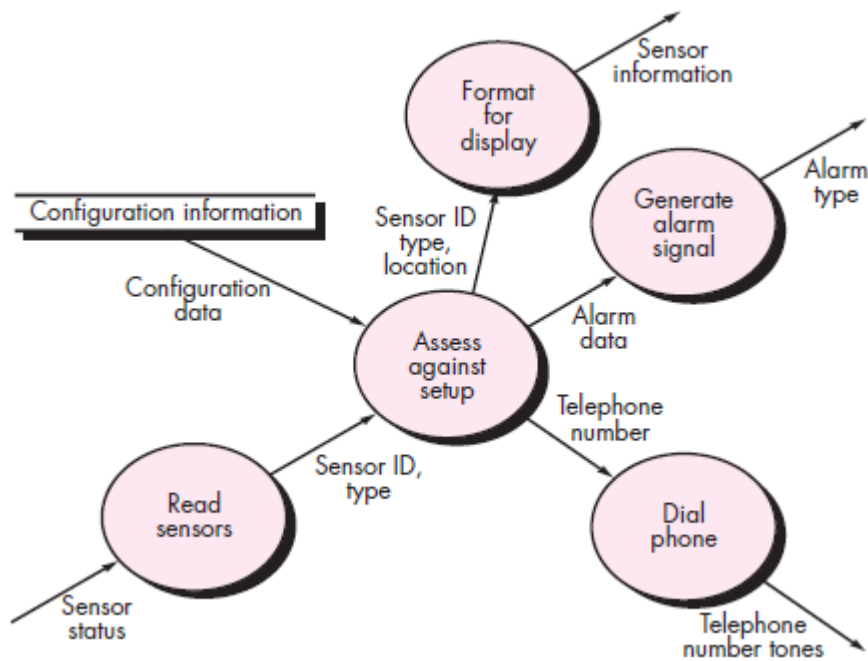 Format
for
display
Sensor
information
Generate
alarm
signal
Alarm
type
Configuration information
Sensor ID
type,
location
Configuration
data
Assess
against
setup
Alarm
data
Telephone
number
Read
sensors
Sensor ID,
type
Dial
phone
Sensor
status
Telephone
number tones